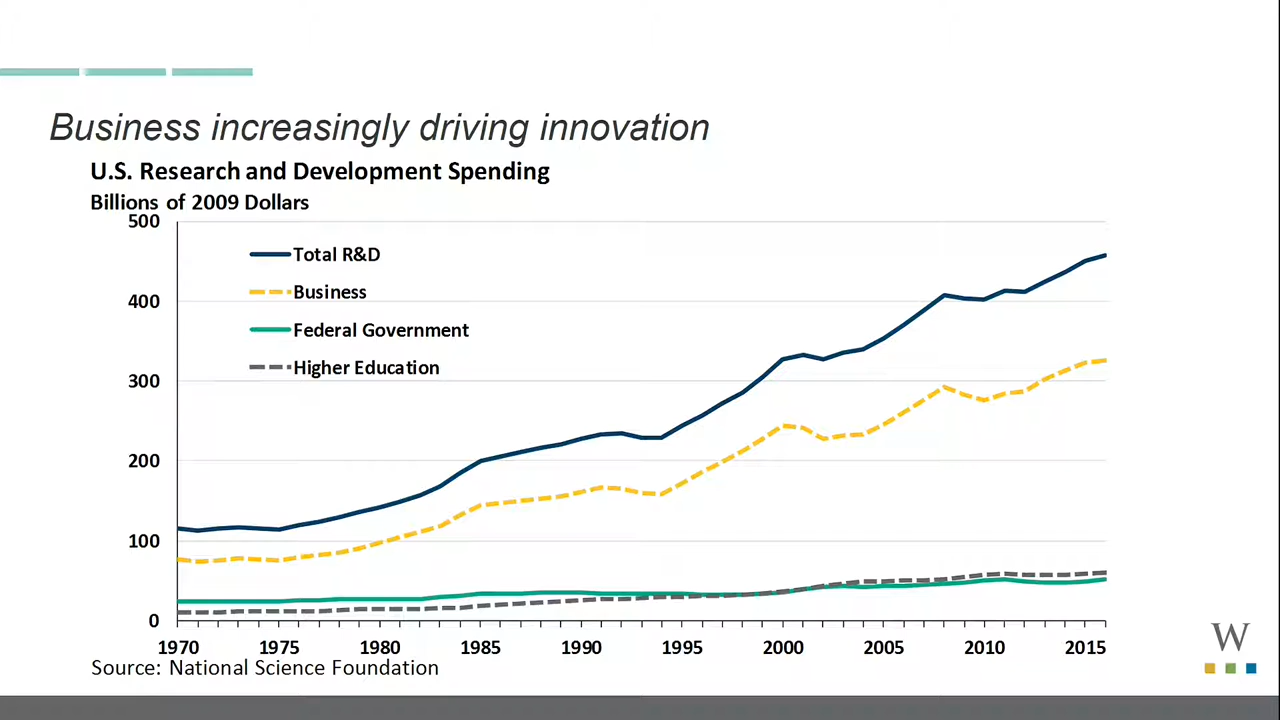 Business increasingly driving innovation
U.S. Research and Development Spending
Billions of 2009 Dollars
500
Total R&D
Business
400
Federal Government
Higher Education
300
200
100
0
1970 1975 1980 1985 1990 1995 2000 2005 2010 2015
Source: National Science Foundation
W